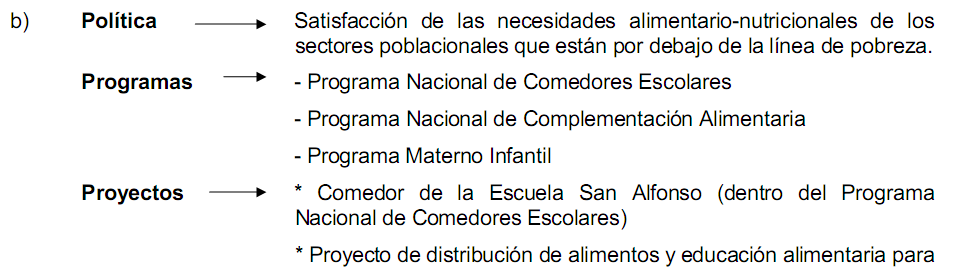 b) Política Satisfacción de las necesidades alimentario-nutricionales de los
sectores poblacionales que están por debajo de la línea de pobreza.
Programas - Programa Nacional de Comedores Escolares
- Programa Nacional de Complementación Alimentaria
- Programa Materno Infantil
Proyectos * Comedor de la Escuela San Alfonso (dentro del Programa
Nacional de Comedores Escolares)
* Proyecto de distribución de alimentos y educación alimentaria para